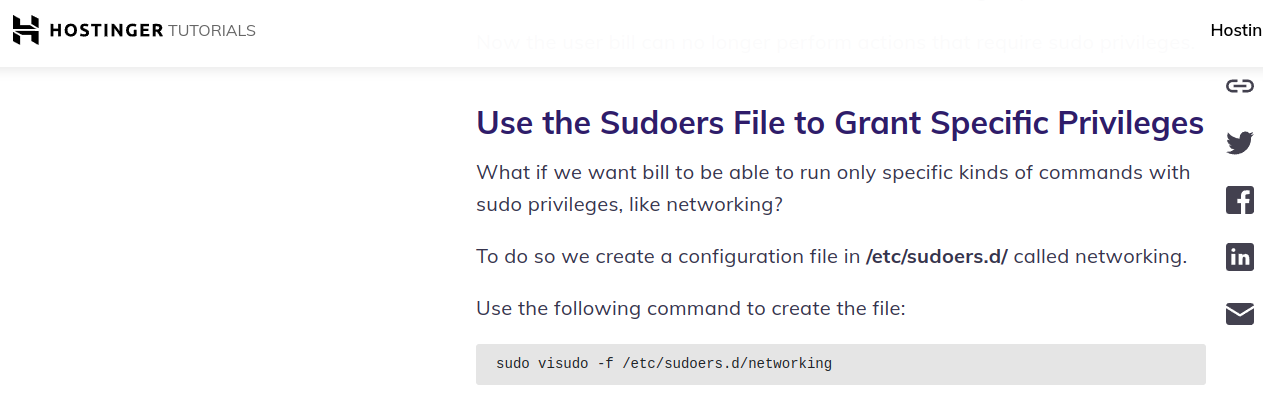 HOSTINGER TUTORIALS
Hostin
Now the user bill can no longer perform actions that require sudo privileges.
Use the Sudoers File to Grant Specific Privileges
What if we want bill to be able to run only specific kinds of commands with
sudo privileges, like networking?
To do so we create a configuration file in /etc/sudoers.d/ called networking.
Use the following command to create the file:
sudo visudo -f /etc/sudoers.d/networking